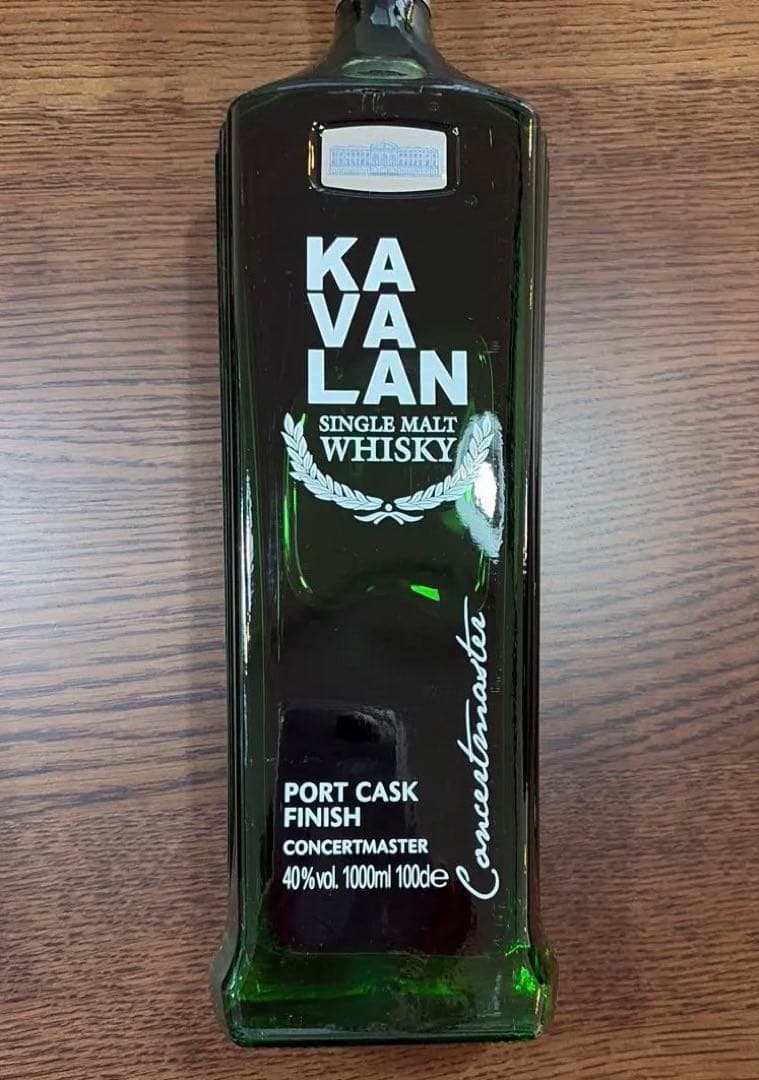 KA
VA
LAN
SINGLE MALT
WHISKY
Concertmaster
PORT CASK
FINISH
CONCERTMASTER
40%vol. 1000ml 100cl e